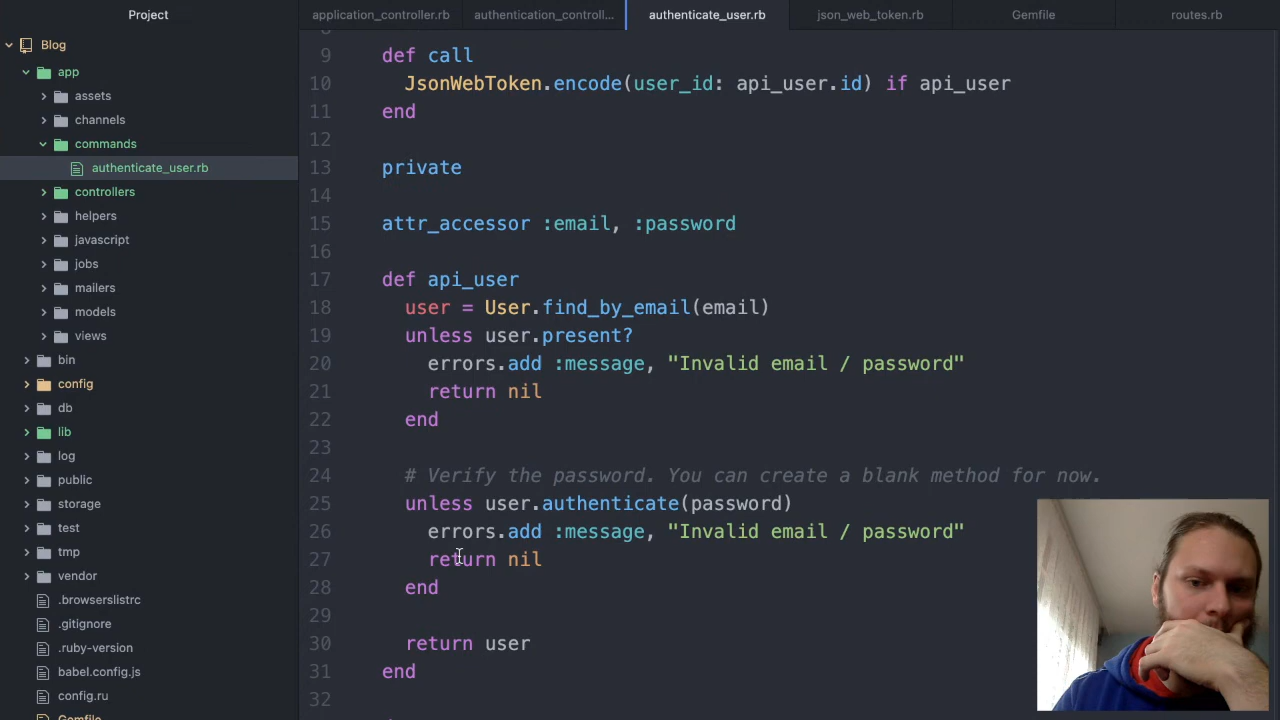 Project
application_controller.rb
authentication_controll...
authenticate_user.rb
json_web_token.rb
Gemfile
routes.rb
Blog
app
assets
channels
commands
authenticate_user.rb
controllers
helpers
javascript
jobs
mailers
models
views
bin
config
db
lib
log
public
storage
test
tmp
vendor
.browserslistrc
.gitignore
.ruby-version
babel.config.js
config.ru
Gemfile
9 def call
10 JsonWebToken.encode(user_id: api_user.id) if api_user
11 end
12
13 private
14
15 attr_accessor :email, :password
16
17 def api_user
18 user = User.find_by_email(email)
19 unless user.present?
20 errors.add :message, "Invalid email / password"
21 return nil
22 end
23
24 # Verify the password. You can create a blank method for now.
25 unless user.authenticate(password)
26 errors.add :message, "Invalid email / password"
27 return nil
28 end
29
30 return user
31 end
32